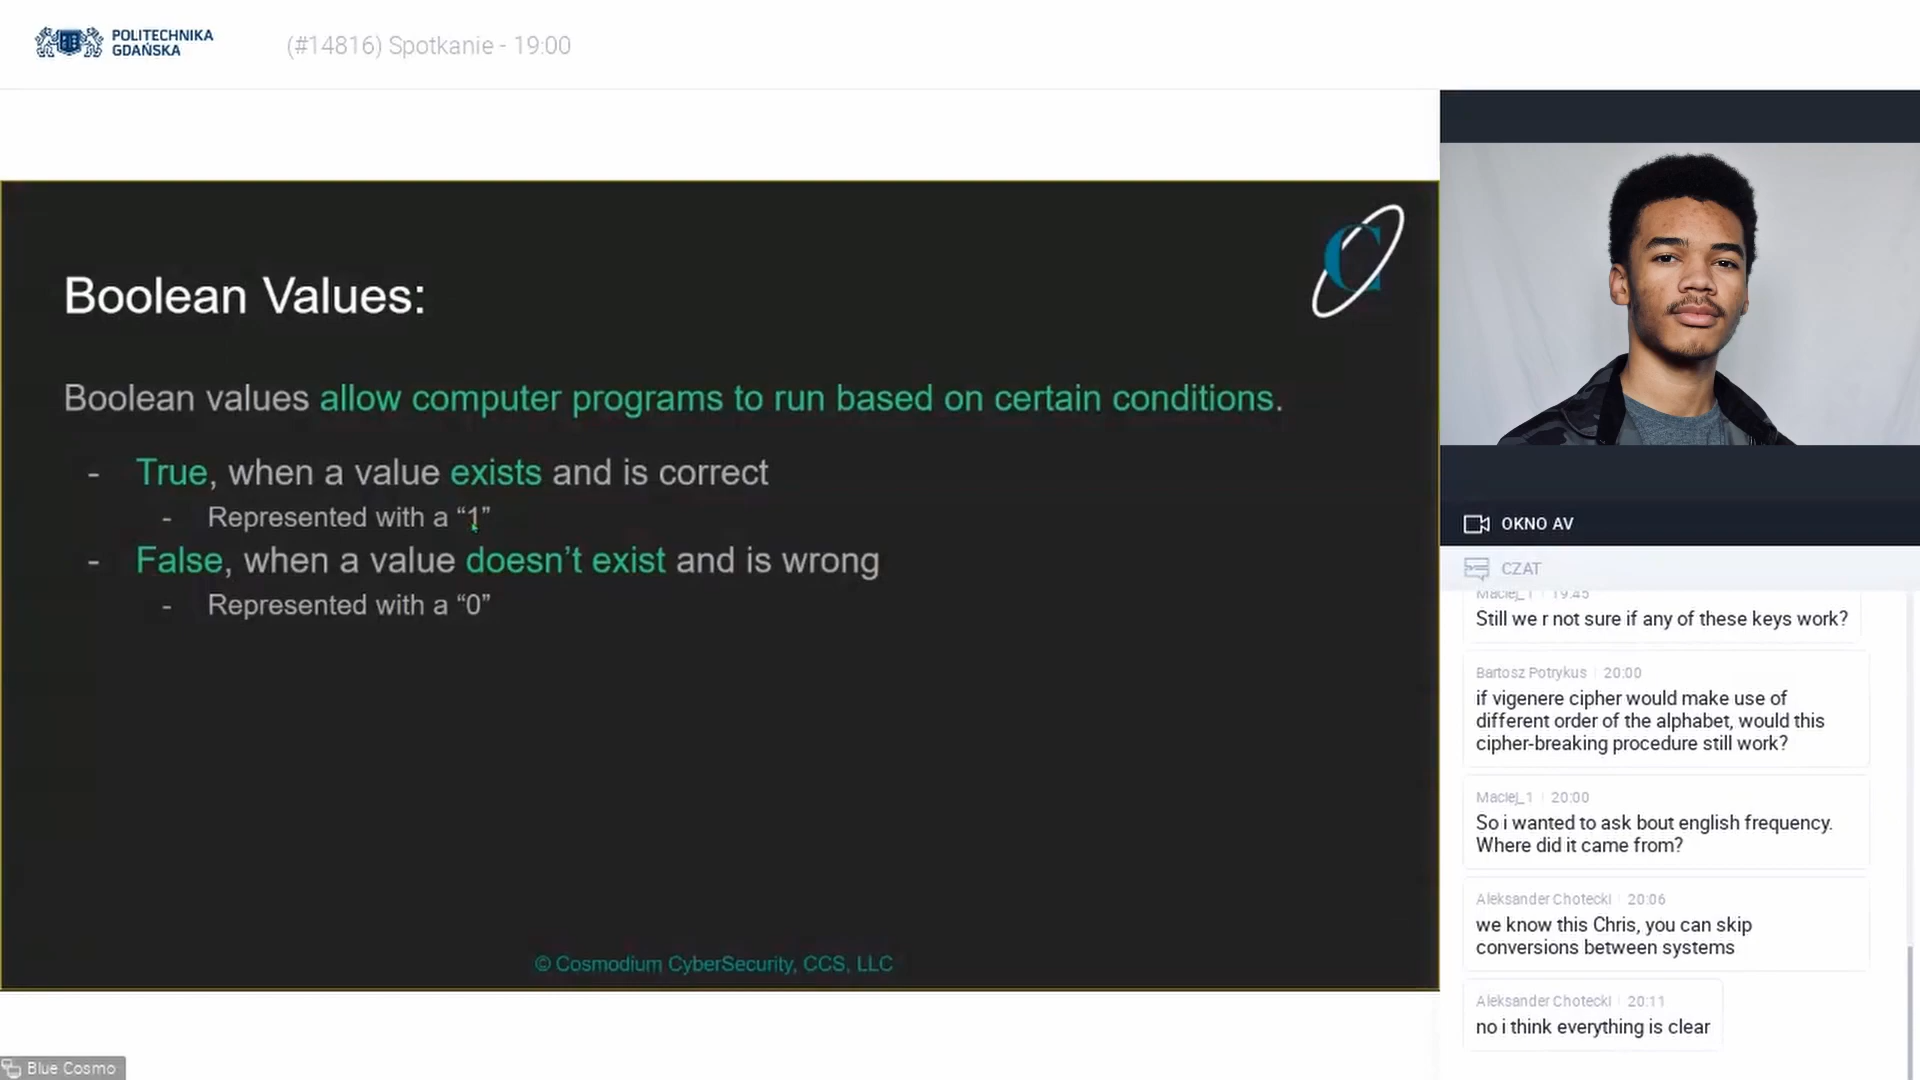 POLITECHNIKA
GDAŃSKA
(#14816) Spotkanie - 19:00
Boolean Values:
Boolean values allow computer programs to run based on certain conditions.
- True, when a value exists and is correct
- Represented with a “1”
- False, when a value doesn’t exist and is wrong
- Represented with a “0”
© Cosmodium CyberSecurity, CCS, LLC
Blue Cosmo
OKNO AV
CZAT
Maciej_1 19:45
Still we r not sure if any of these keys work?
Bartosz Potrykus 20:00
if vigenere cipher would make use of
different order of the alphabet, would this
cipher-breaking procedure still work?
Maciej_1 20:00
So i wanted to ask bout english frequency.
Where did it came from?
Aleksander Chotecki 20:06
we know this Chris, you can skip
conversions between systems
Aleksander Chotecki 20:11
no i think everything is clear